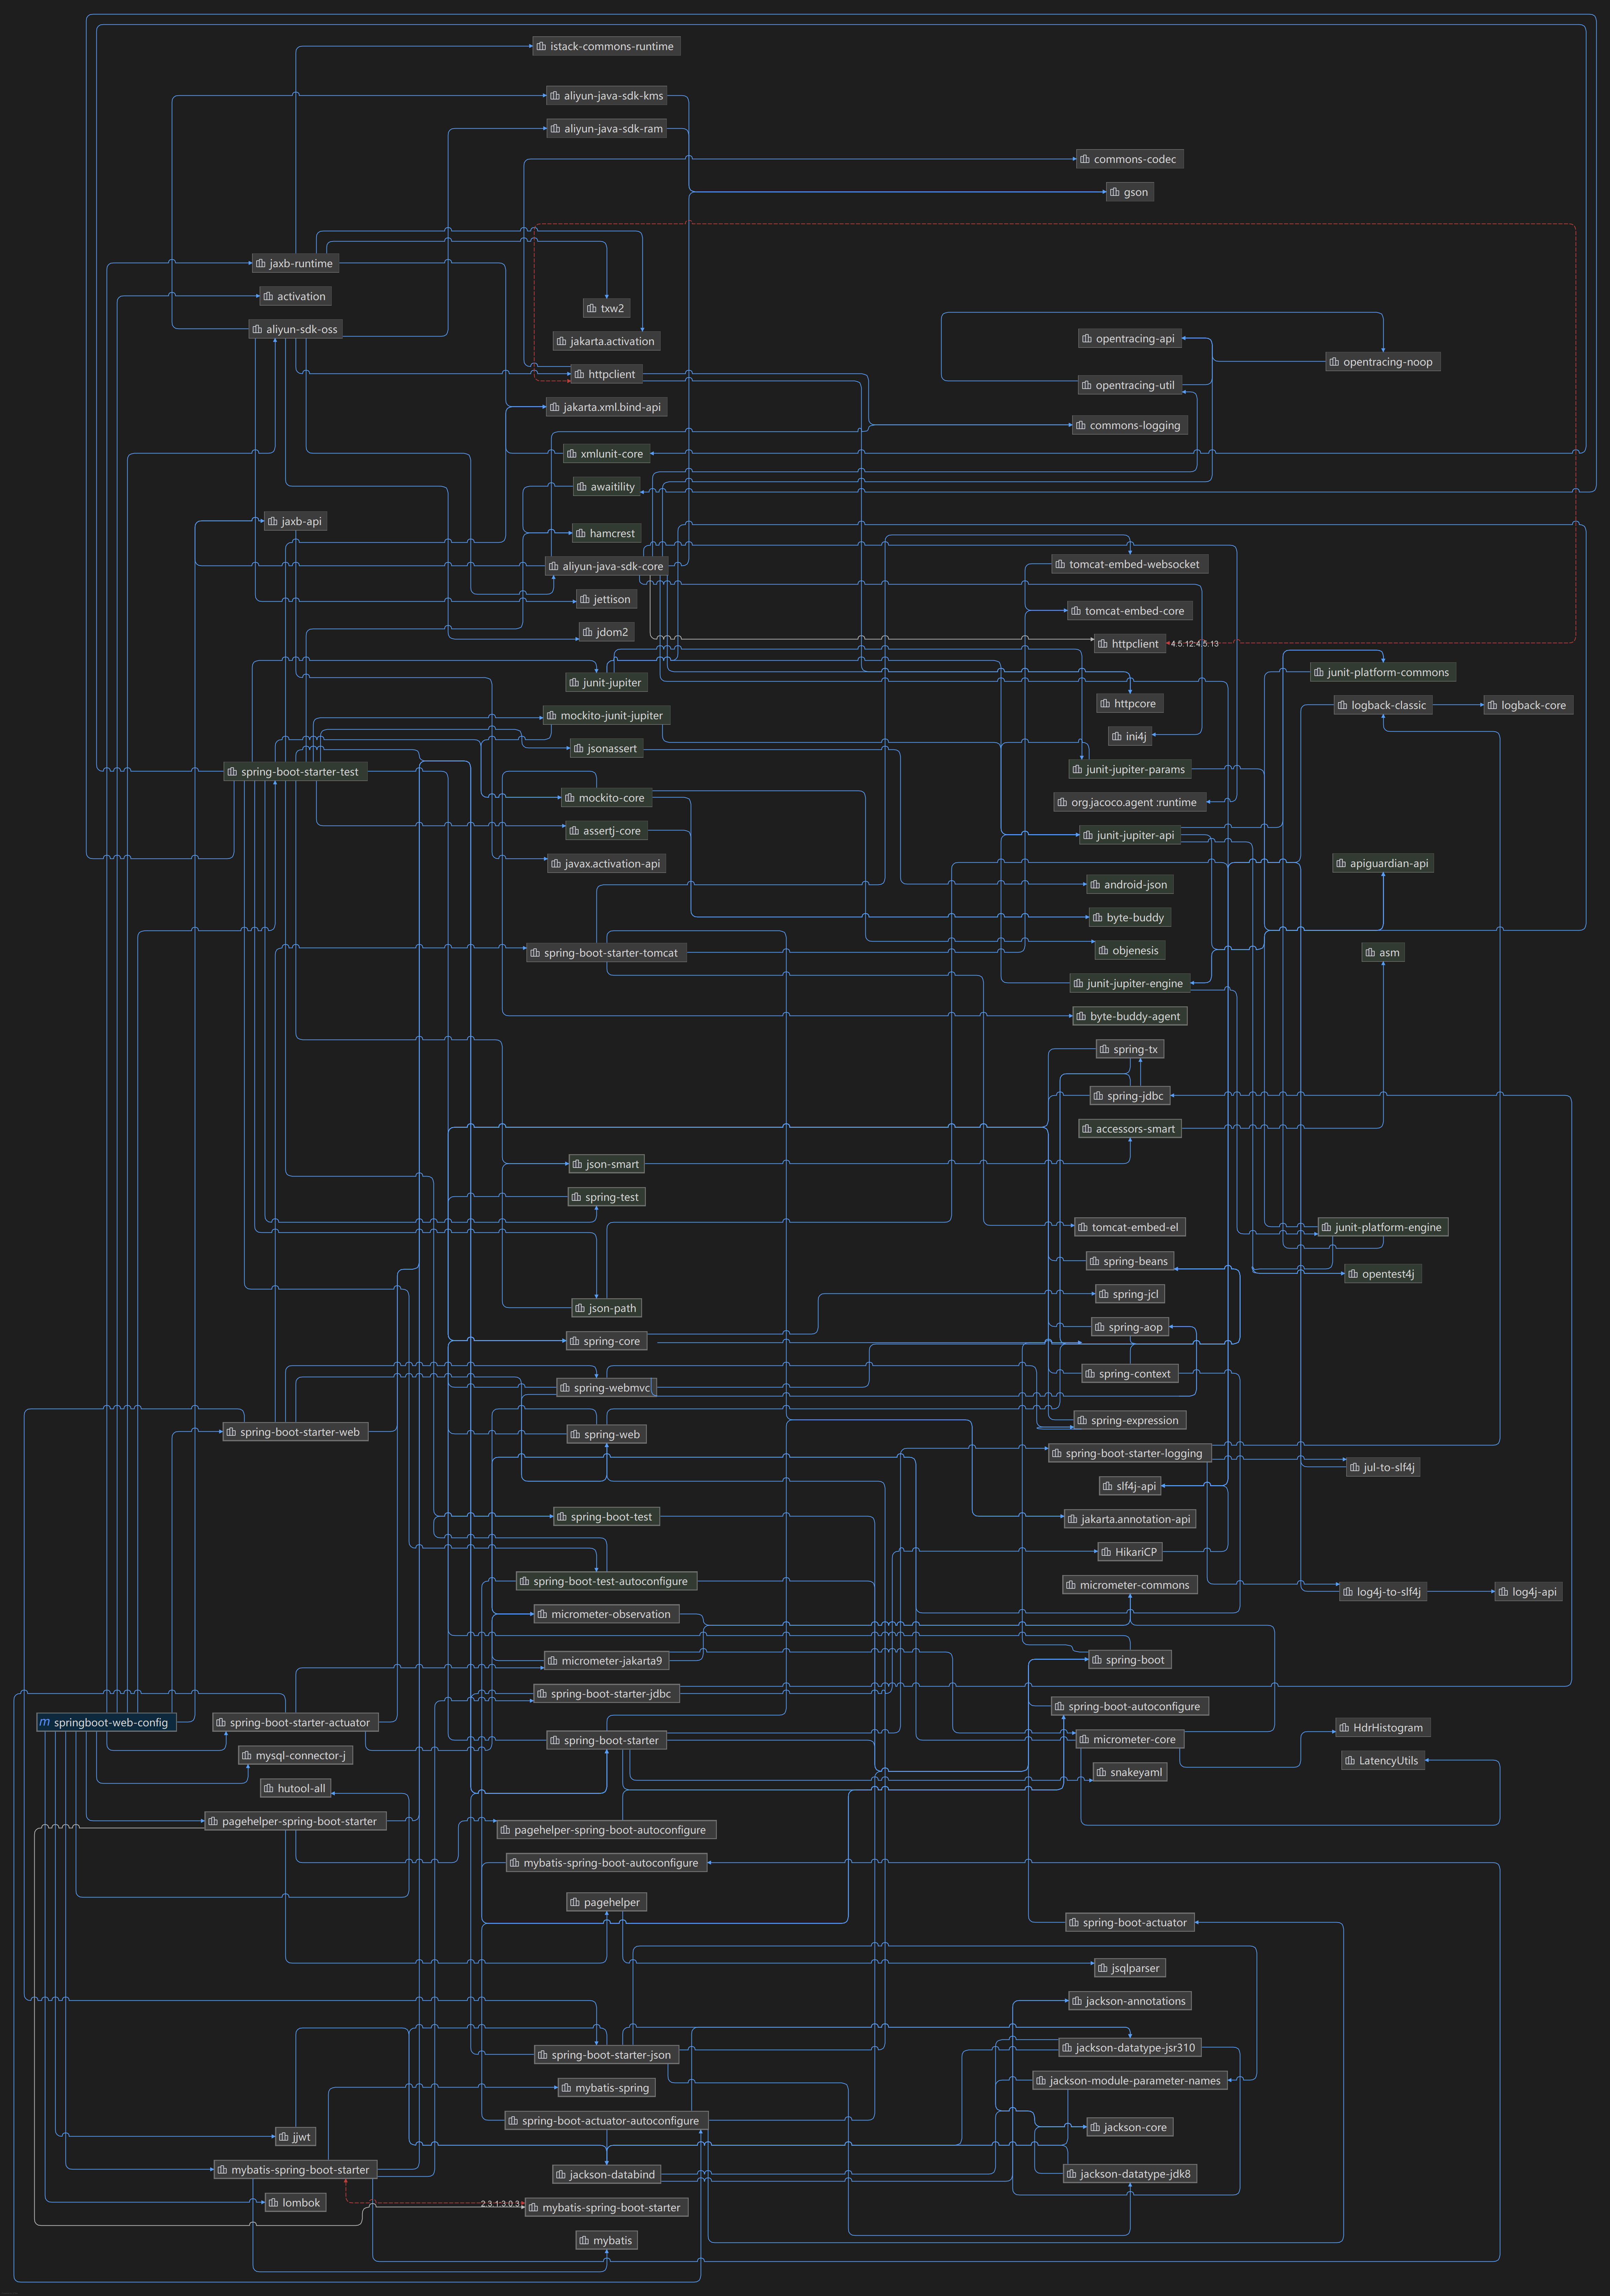 istack-commons-runtime
aliyun-java-sdk-kms
aliyun-java-sdk-ram
commons-codec
gson
jaxb-runtime
activation
txw2
aliyun-sdk-oss
opentracing-api
jakarta.activation
opentracing-noop
httpclient
opentracing-util
jakarta.xml.bind-api
commons-logging
xmlunit-core
awaitility
jaxb-api
hamcrest
tomcat-embed-websocket
aliyun-java-sdk-core
jettison
tomcat-embed-core
jdom2
httpclient
4.5.12:4.5.13
junit-platform-commons
junit-jupiter
httpcore
logback-classic
logback-core
mockito-junit-jupiter
ini4j
jsonassert
junit-jupiter-params
spring-boot-starter-test
mockito-core
org.jacoco.agent :runtime
assertj-core
junit-jupiter-api
javax.activation-api
apiguardian-api
android-json
byte-buddy
objenesis
spring-boot-starter-tomcat
asm
junit-jupiter-engine
byte-buddy-agent
spring-tx
spring-jdbc
accessors-smart
json-smart
spring-test
tomcat-embed-el
junit-platform-engine
spring-beans
opentest4j
spring-jcl
json-path
spring-aop
spring-core
spring-context
spring-webmvc
spring-expression
spring-boot-starter-web
spring-web
spring-boot-starter-logging
jul-to-slf4j
slf4j-api
spring-boot-test
jakarta.annotation-api
HikariCP
spring-boot-test-autoconfigure
micrometer-commons
log4j-to-slf4j
log4j-api
micrometer-observation
micrometer-jakarta9
spring-boot
spring-boot-starter-jdbc
spring-boot-autoconfigure
m springboot-web-config
spring-boot-starter-actuator
HdrHistogram
spring-boot-starter
micrometer-core
mysql-connector-j
LatencyUtils
snakeyaml
hutool-all
pagehelper-spring-boot-starter
pagehelper-spring-boot-autoconfigure
mybatis-spring-boot-autoconfigure
pagehelper
spring-boot-actuator
jsqlparser
jackson-annotations
jackson-datatype-jsr310
spring-boot-starter-json
jackson-module-parameter-names
mybatis-spring
spring-boot-actuator-autoconfigure
jackson-core
jjwt
mybatis-spring-boot-starter
jackson-databind
jackson-datatype-jdk8
lombok
2.3.1:3.0.3
mybatis-spring-boot-starter
mybatis